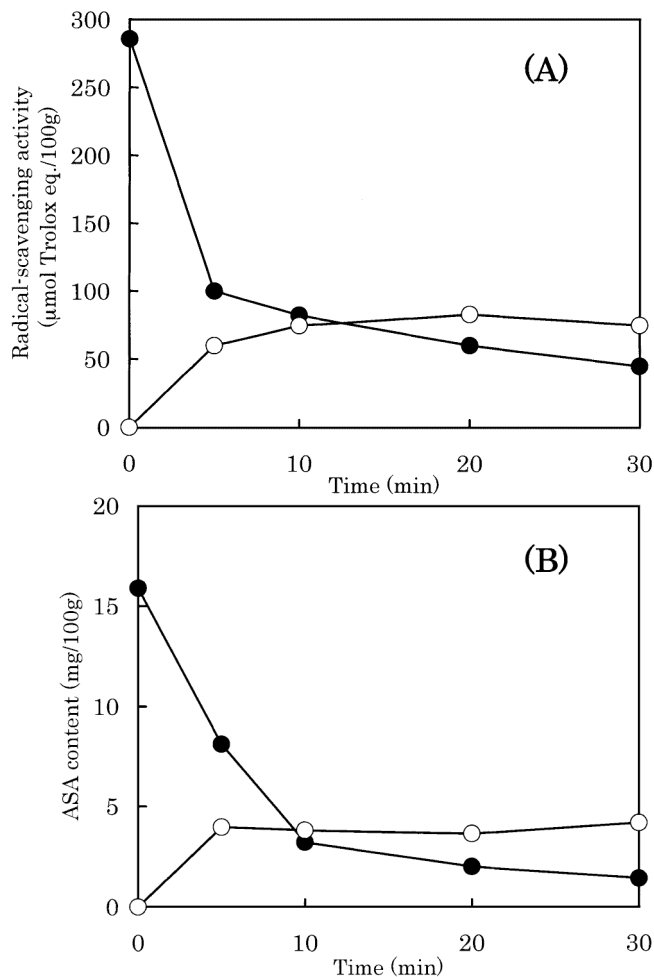 300
250
200
150
100
50
0
Radical-scavenging activity
(μmol Trolox eq./100g)
(A)
0 10 20 30
Time (min)
20
15
10
5
0
ASA content (mg/100g)
(B)
0 10 20 30
Time (min)